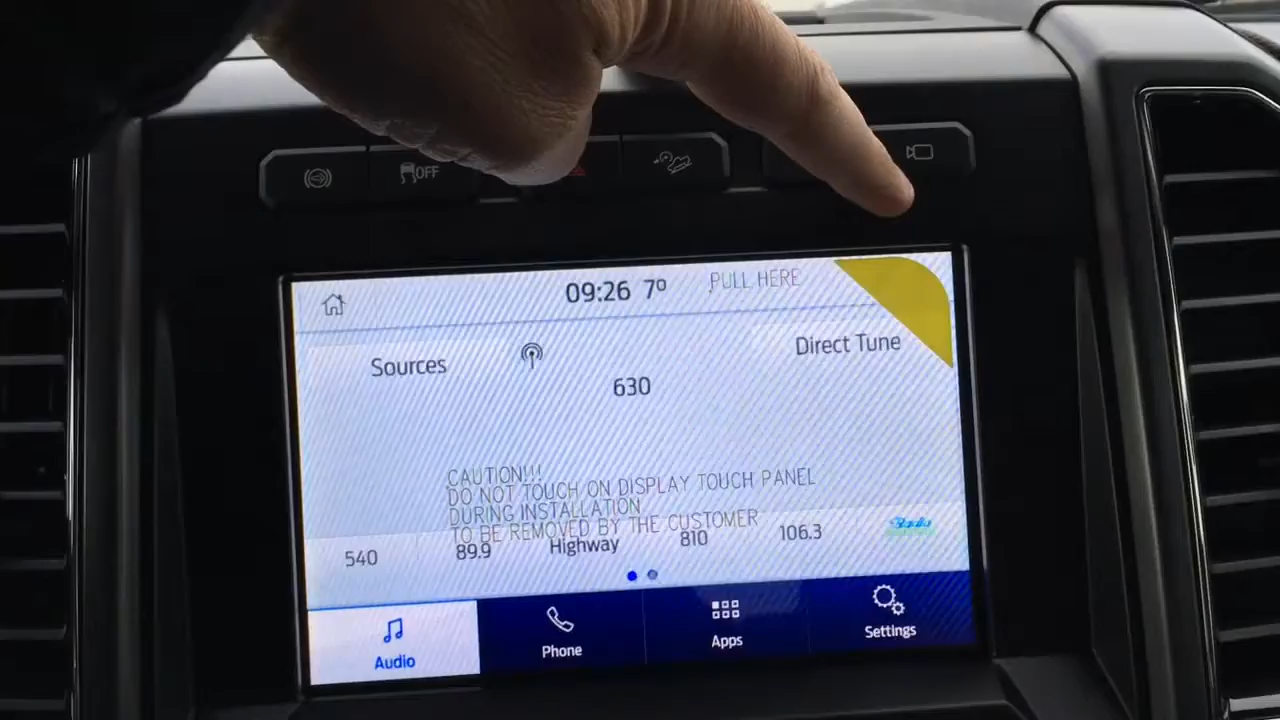 OFF
09:26 7°
PULL HERE
Sources
Direct Tune
630
CAUTION!!!
DO NOT TOUCH ON DISPLAY TOUCH PANEL
DURING INSTALLATION
TO BE REMOVED BY THE CUSTOMER
540 89.9 Highway 810 106.3 Radio
Audio Phone Apps Settings